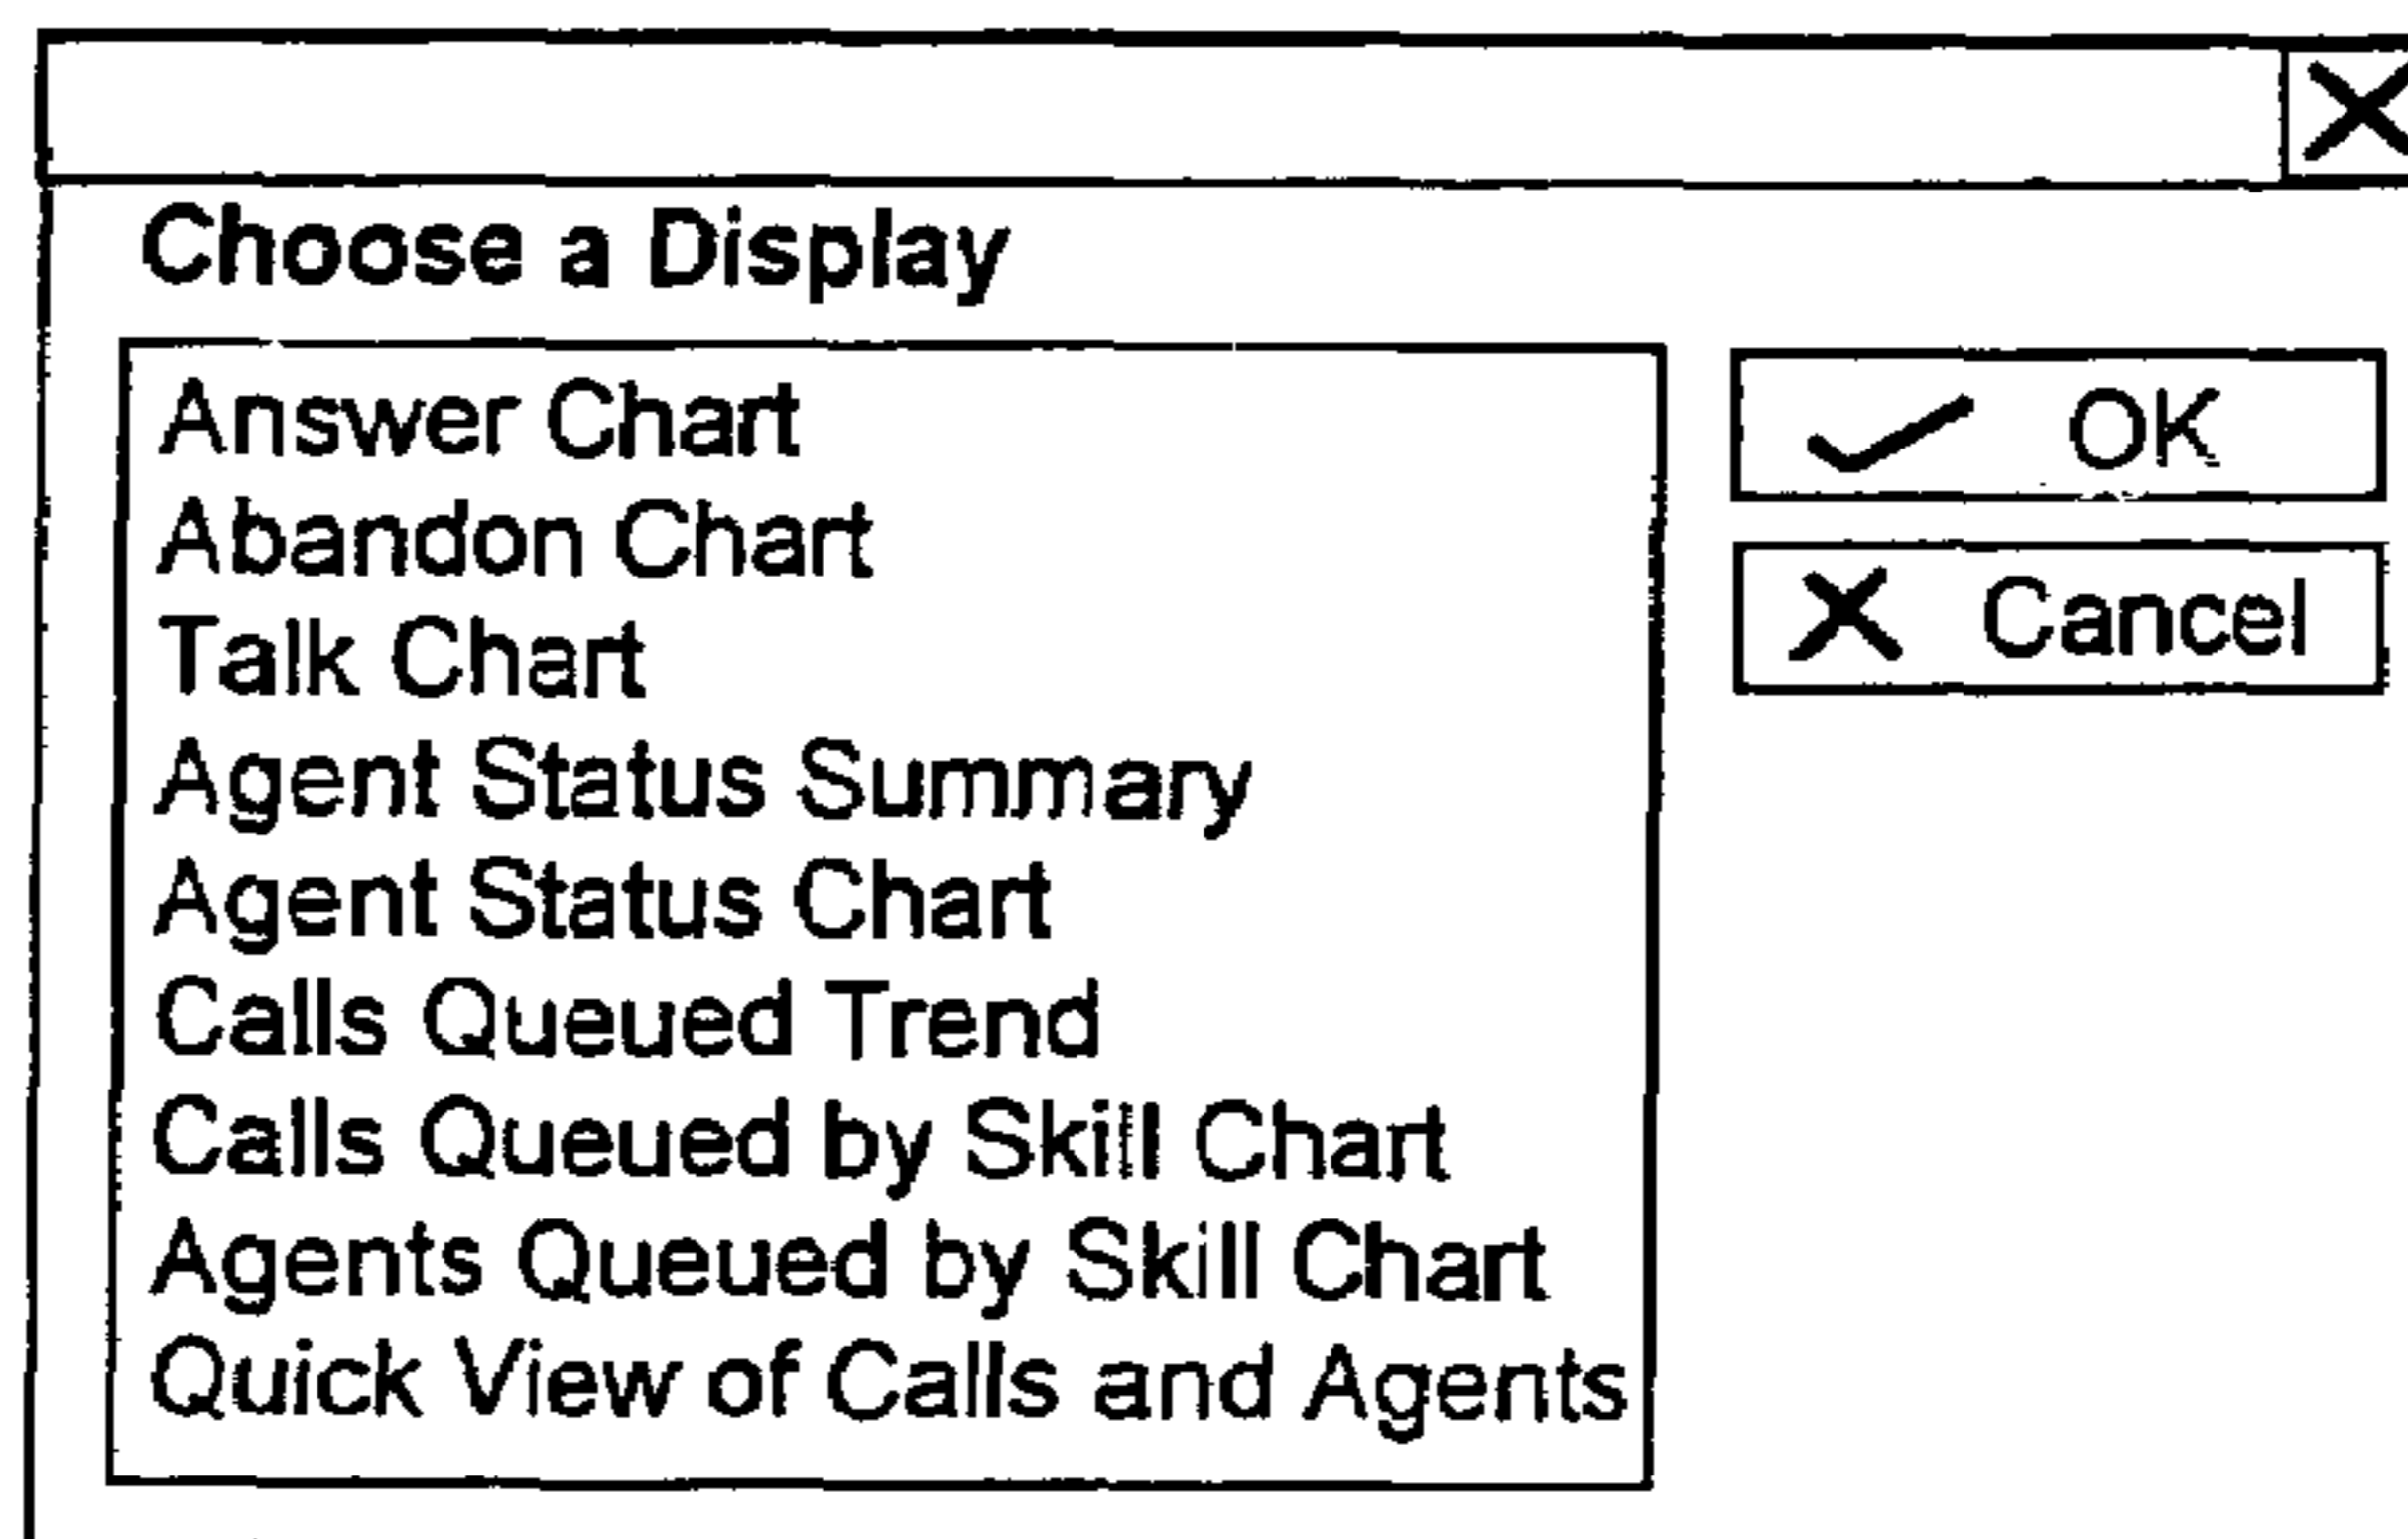 Choose a Display
Answer Chart
Abandon Chart
Talk Chart
Agent Status Summary
Agent Status Chart
Calls Queued Trend
Calls Queued by Skill Chart
Agents Queued by Skill Chart
Quick View of Calls and Agents
OK
Cancel